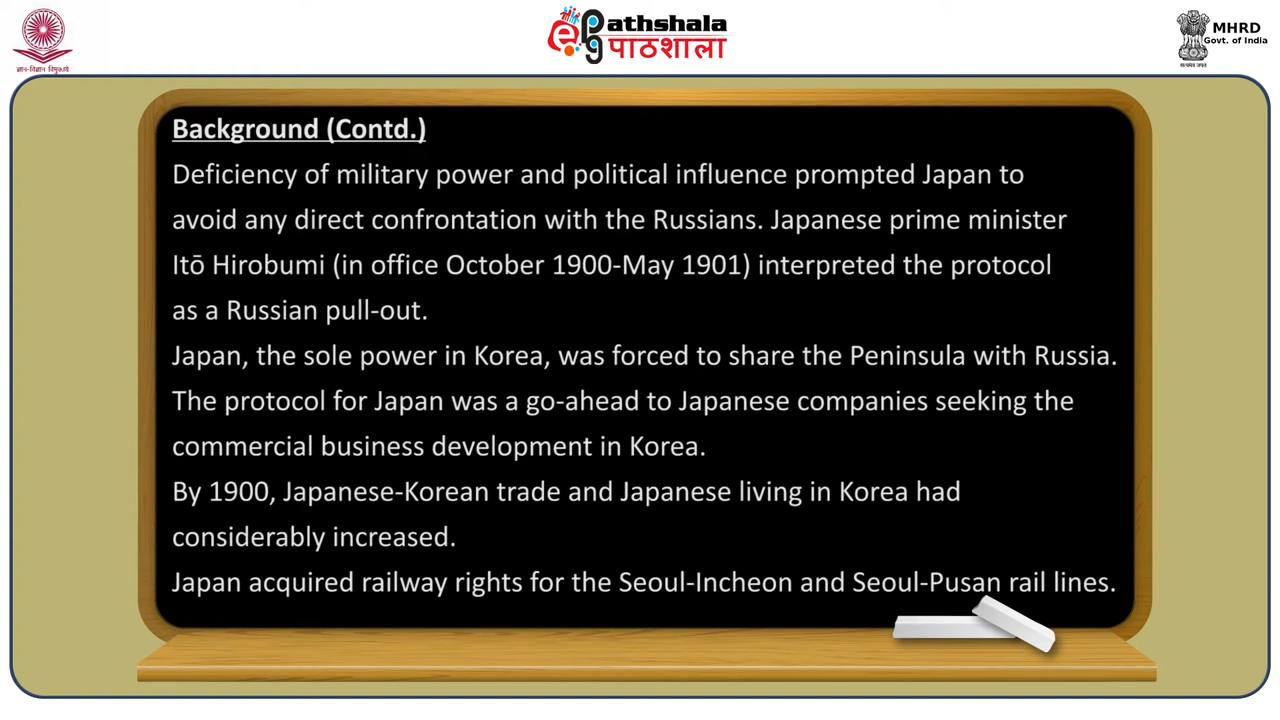 ज्ञान-विज्ञान विमुक्तये
ePathshala
पाठशाला
MHRD
Govt. of India
सत्यमेव जयते
Background (Contd.)
Deficiency of military power and political influence prompted Japan to
avoid any direct confrontation with the Russians. Japanese prime minister
Itō Hirobumi (in office October 1900-May 1901) interpreted the protocol
as a Russian pull-out.
Japan, the sole power in Korea, was forced to share the Peninsula with Russia.
The protocol for Japan was a go-ahead to Japanese companies seeking the
commercial business development in Korea.
By 1900, Japanese-Korean trade and Japanese living in Korea had
considerably increased.
Japan acquired railway rights for the Seoul-Incheon and Seoul-Pusan rail lines.